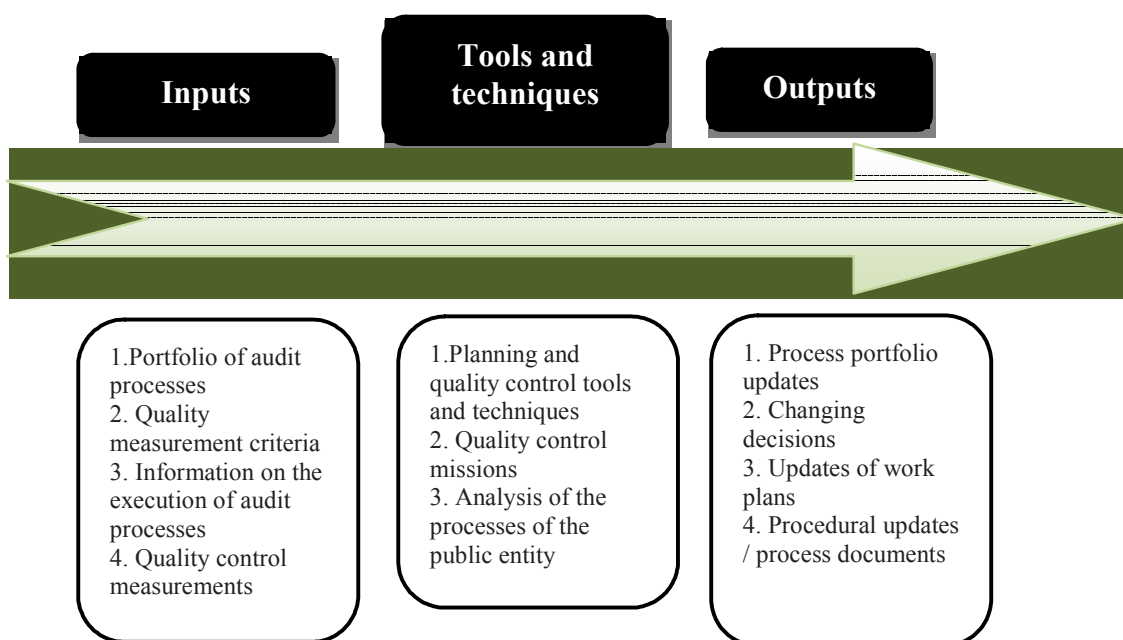 Inputs
Tools and
techniques
Outputs
1.Portfolio of audit
processes
2. Quality
measurement criteria
3. Information on the
execution of audit
processes
4. Quality control
measurements
1.Planning and
quality control tools
and techniques
2. Quality control
missions
3. Analysis of the
processes of the
public entity
1. Process portfolio
updates
2. Changing
decisions
3. Updates of work
plans
4. Procedural updates
/ process documents